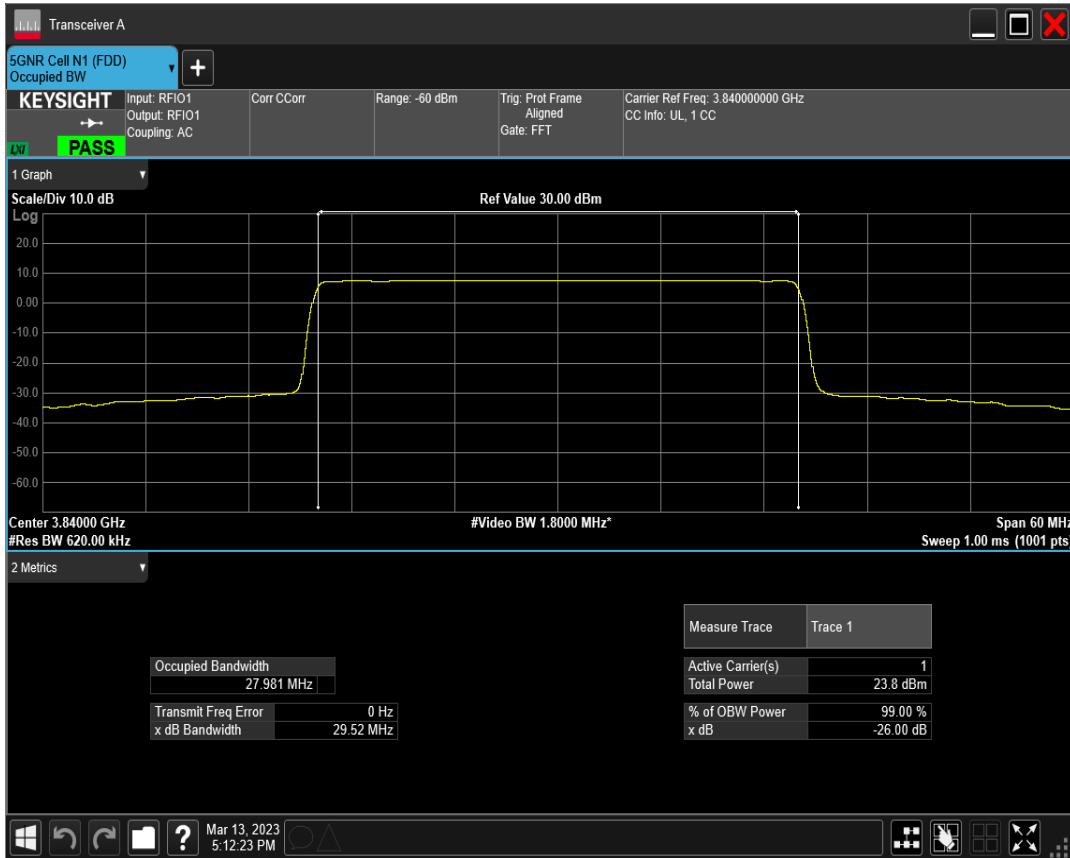 Transceiver A
5GNR Cell N1 (FDD)
Occupied BW
+
KEYSIGHT
LXI
PASS
Input: RFIO1
Output: RFIO1
Coupling: AC
Corr CCorr
Range: -60 dBm
Trig: Prot Frame
Aligned
Gate: FFT
Carrier Ref Freq: 3.840000000 GHz
CC Info: UL, 1 CC
1 Graph
Scale/Div 10.0 dB
Ref Value 30.00 dBm
Log
20.0
10.0
0.00
-10.0
-20.0
-30.0
-40.0
-50.0
-60.0
Center 3.84000 GHz
#Video BW 1.8000 MHz*
Span 60 MHz
#Res BW 620.00 kHz
Sweep 1.00 ms (1001 pts)
2 Metrics
Measure Trace Trace 1
Occupied Bandwidth
27.981 MHz
Transmit Freq Error 0 Hz
x dB Bandwidth 29.52 MHz
Active Carrier(s) 1
Total Power 23.8 dBm
% of OBW Power 99.00 %
x dB -26.00 dB
?
Mar 13, 2023
5:12:23 PM